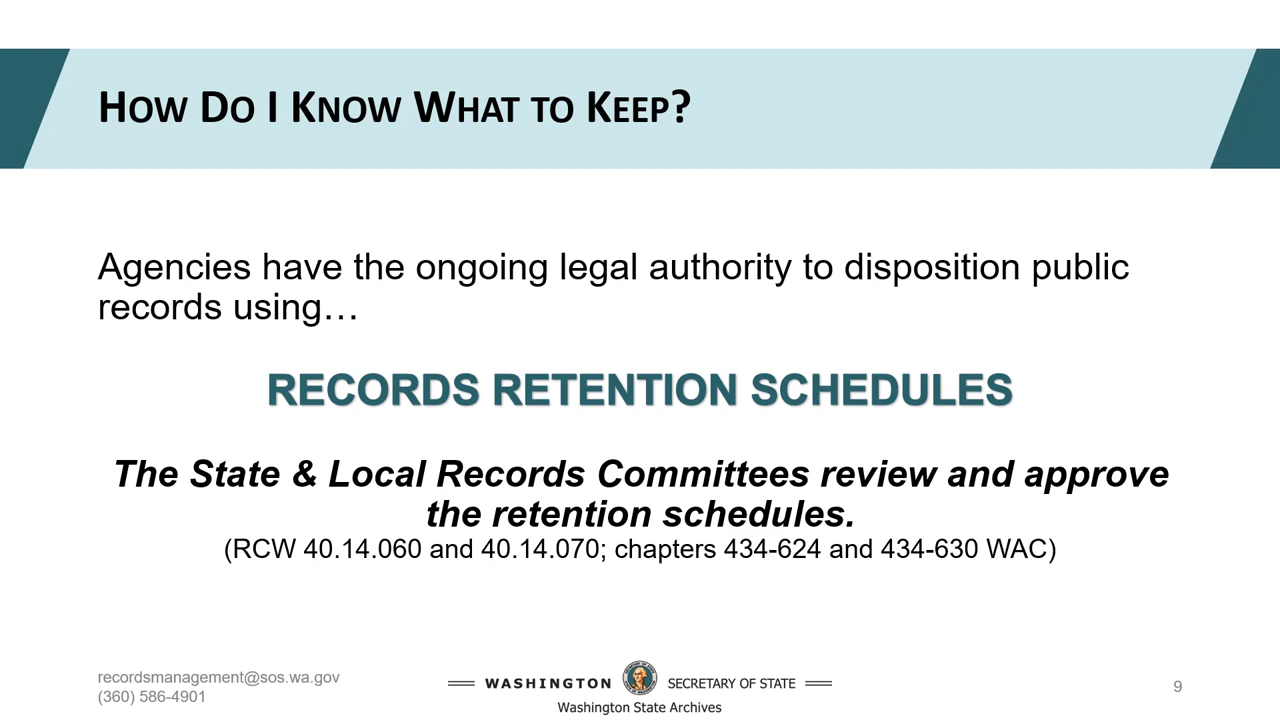 HOW DO I KNOW WHAT TO KEEP?
Agencies have the ongoing legal authority to disposition public
records using…
RECORDS RETENTION SCHEDULES
The State & Local Records Committees review and approve
the retention schedules.
(RCW 40.14.060 and 40.14.070; chapters 434-624 and 434-630 WAC)
recordsmanagement@sos.wa.gov
(360) 586-4901
WASHINGTON SECRETARY OF STATE
Washington State Archives
9